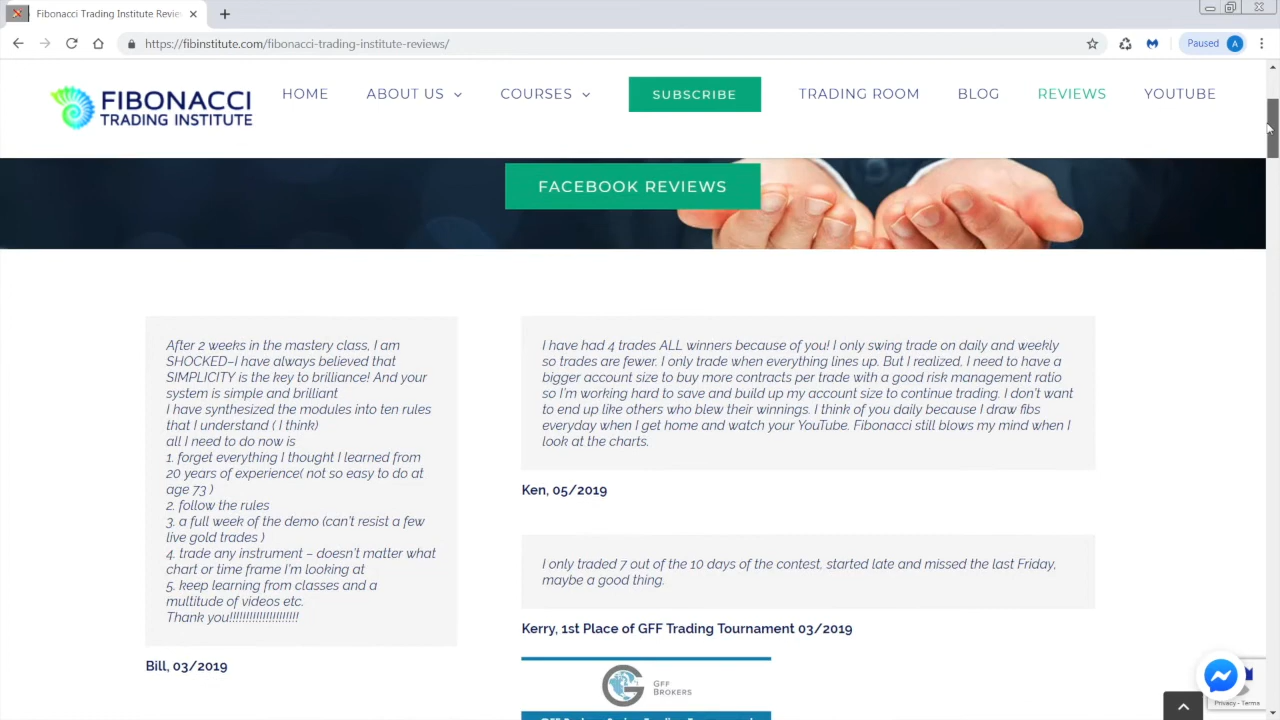 Fibonacci Trading Institute Revie
https://fibinstitute.com/fibonacci-trading-institute-reviews/
Paused
A
FIBONACCI
TRADING INSTITUTE
HOME
ABOUT US
COURSES
SUBSCRIBE
TRADING ROOM
BLOG
REVIEWS
YOUTUBE
FACEBOOK REVIEWS
After 2 weeks in the mastery class, I am
SHOCKED–I have always believed that
SIMPLICITY is the key to brilliance! And your
system is simple and brilliant
I have synthesized the modules into ten rules
that I understand ( I think)
all I need to do now is
1. forget everything I thought I learned from
20 years of experience( not so easy to do at
age 73 )
2. follow the rules
3. a full week of the demo (can't resist a few
live gold trades )
4. trade any instrument – doesn't matter what
chart or time frame I'm looking at
5. keep learning from classes and a
multitude of videos etc.
Thank you!!!!!!!!!!!!!!!!!!!!!
Bill, 03/2019
I have had 4 trades ALL winners because of you! I only swing trade on daily and weekly
so trades are fewer. I only trade when everything lines up. But I realized, I need to have a
bigger account size to buy more contracts per trade with a good risk management ratio
so I'm working hard to save and build up my account size to continue trading. I don't want
to end up like others who blew their winnings. I think of you daily because I draw fibs
everyday when I get home and watch your YouTube. Fibonacci still blows my mind when I
look at the charts.
Ken, 05/2019
I only traded 7 out of the 10 days of the contest, started late and missed the last Friday,
maybe a good thing.
Kerry, 1st Place of GFF Trading Tournament 03/2019
GFF
BROKERS
Privacy - Terms